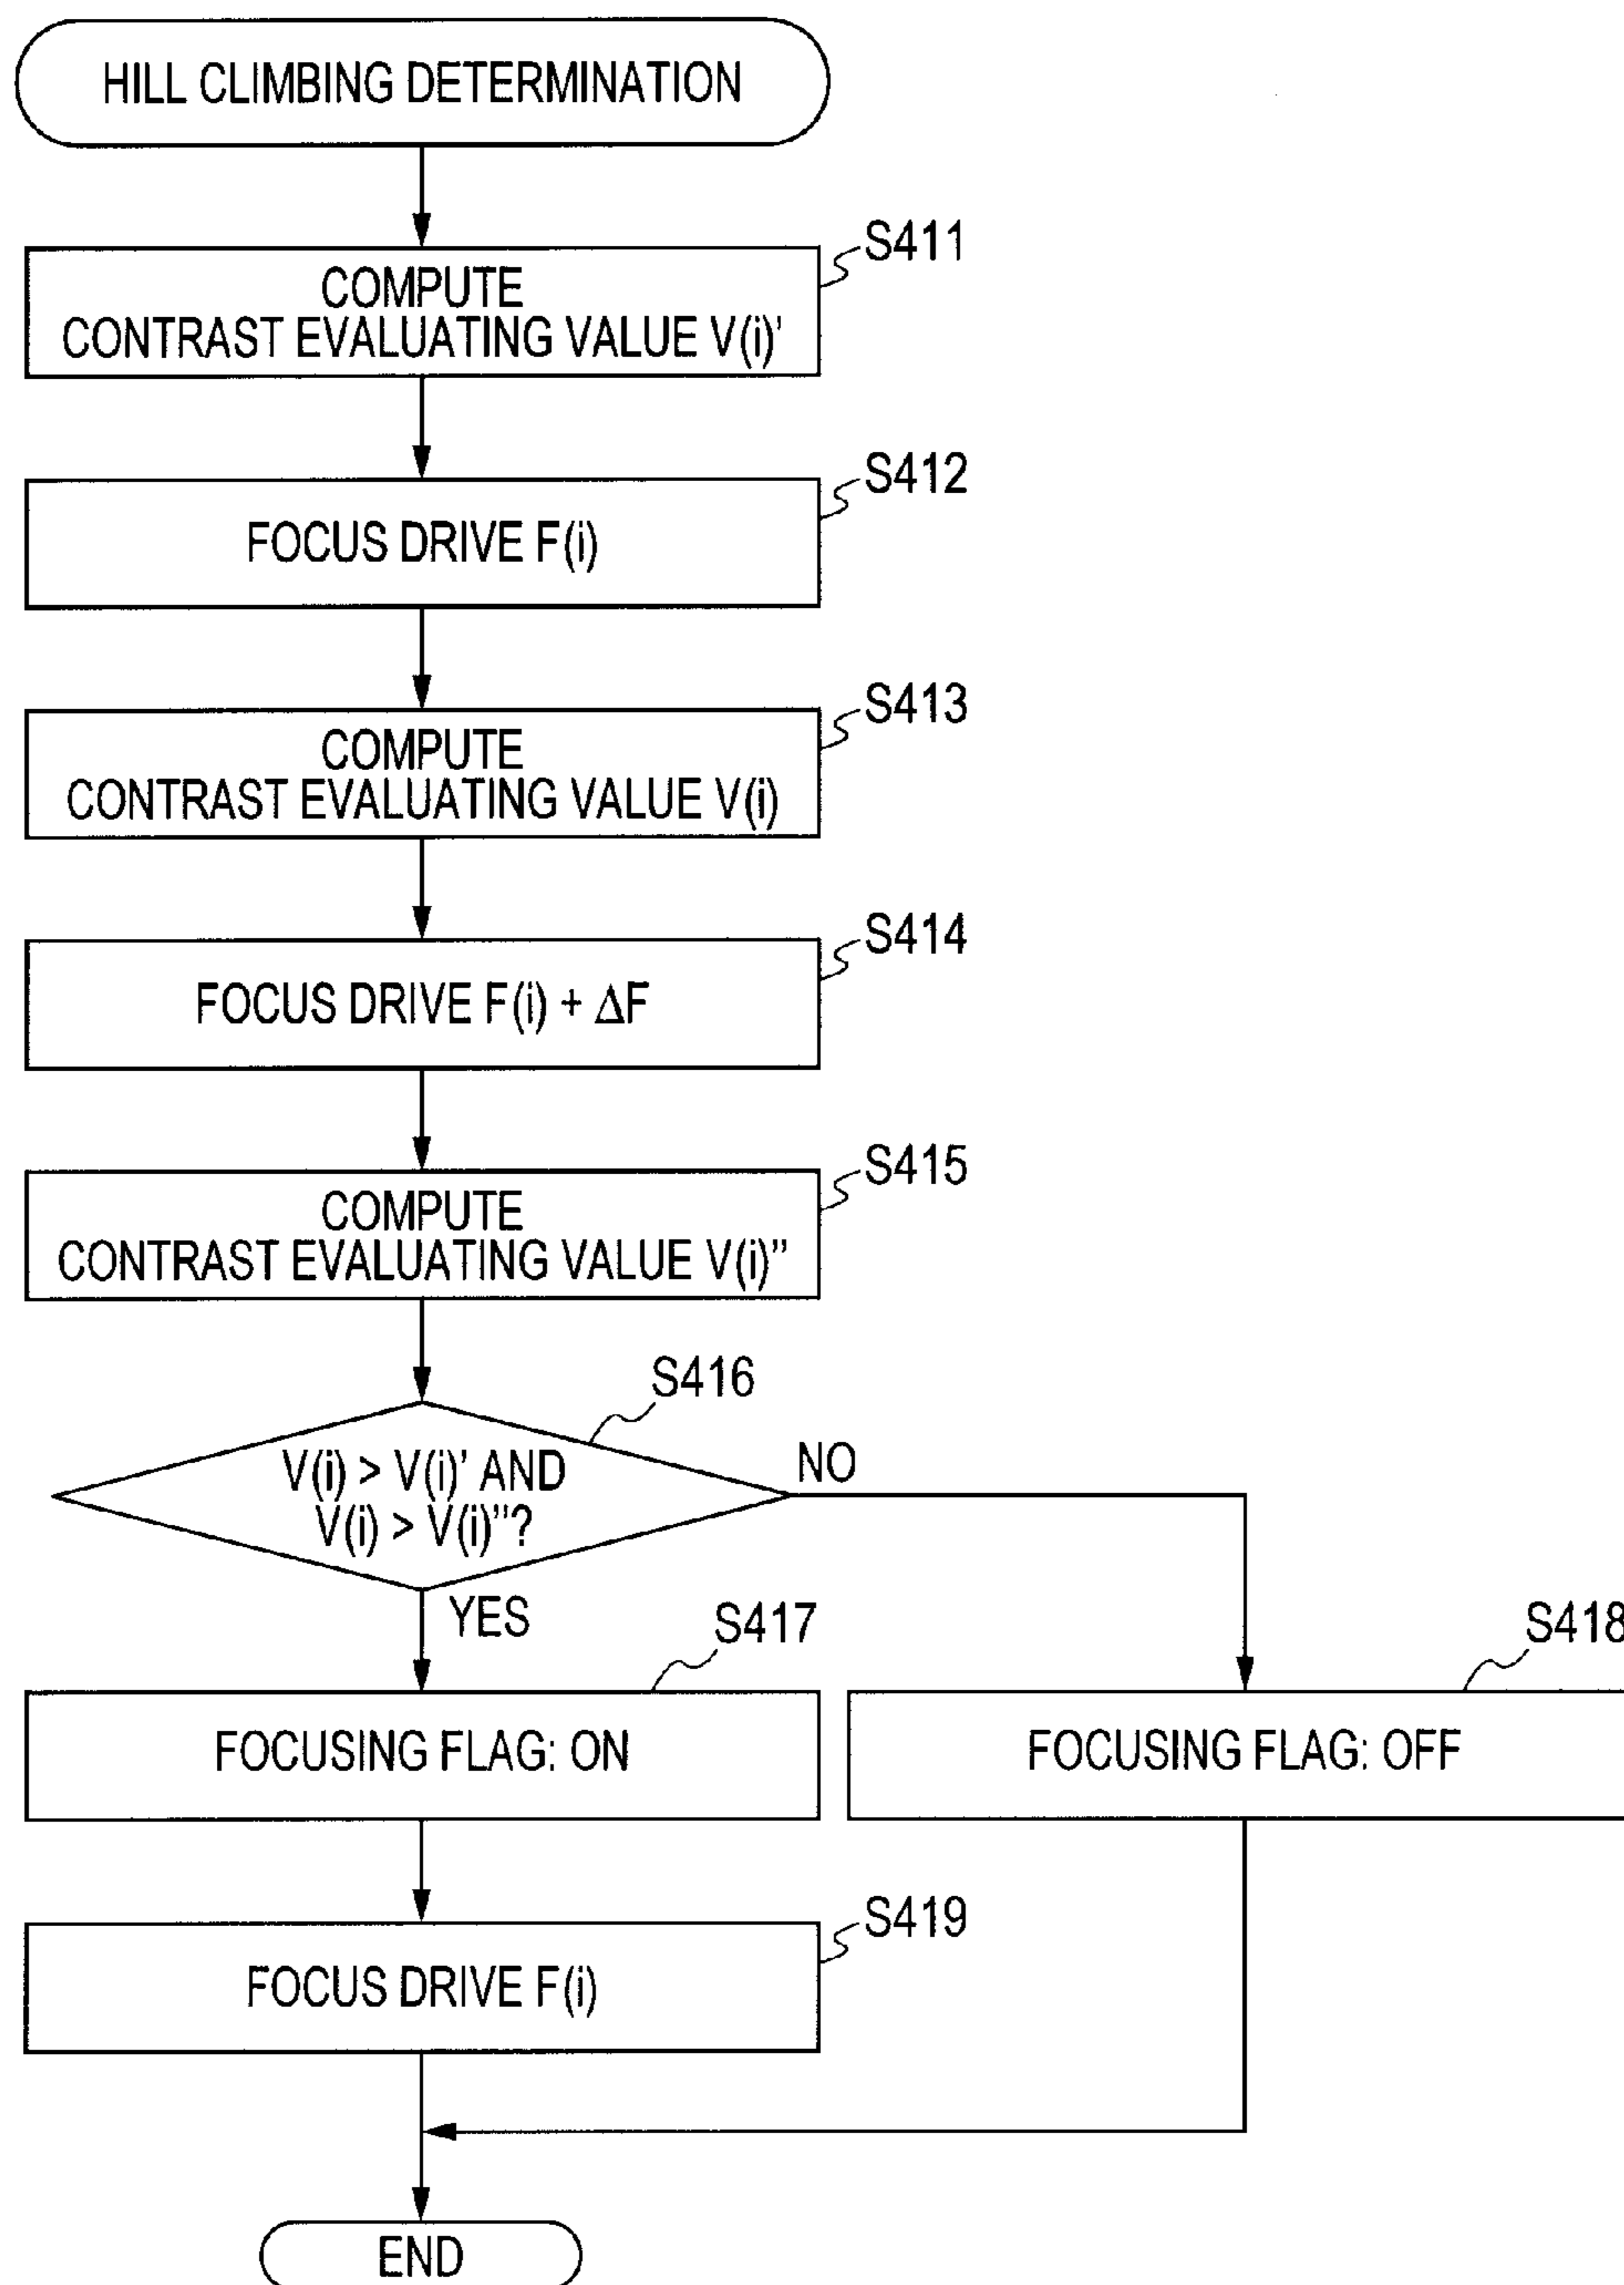 HILL CLIMBING DETERMINATION
S411
COMPUTE
CONTRAST EVALUATING VALUE V(i)'
S412
FOCUS DRIVE F(i)
S413
COMPUTE
CONTRAST EVALUATING VALUE V(i)
S414
FOCUS DRIVE F(i) + ΔF
S415
COMPUTE
CONTRAST EVALUATING VALUE V(i)''
S416
V(i) > V(i)' AND
V(i) > V(i)''?
NO
YES
S417
FOCUSING FLAG: ON
S418
FOCUSING FLAG: OFF
S419
FOCUS DRIVE F(i)
END